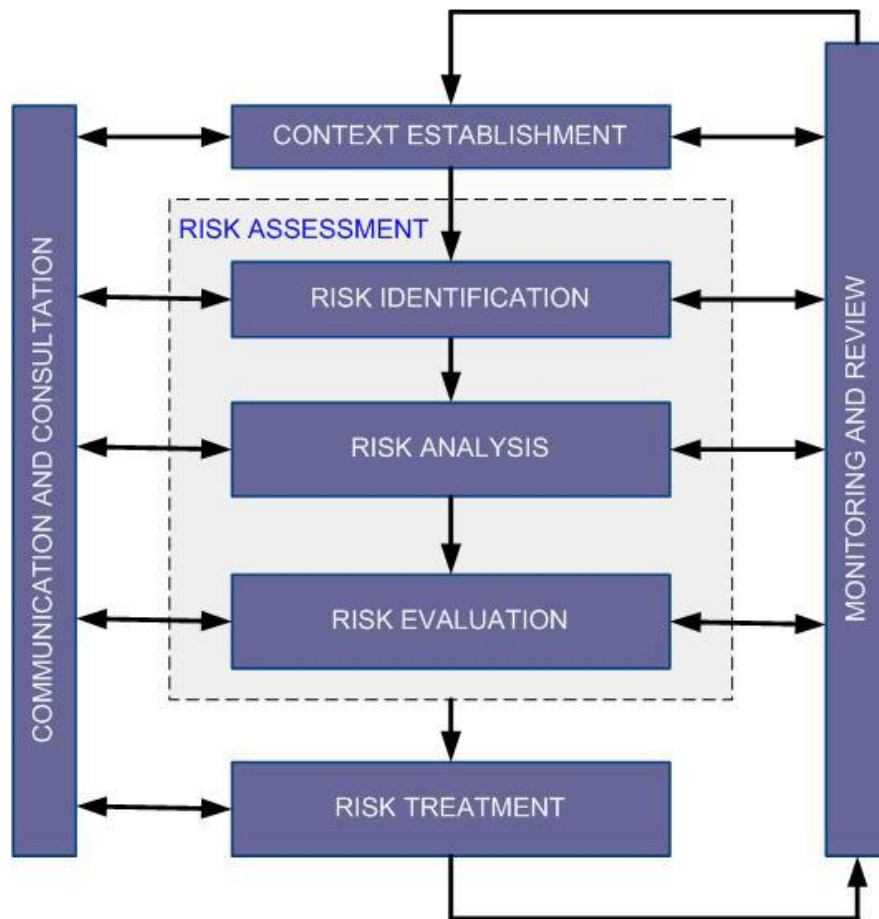 CONTEXT ESTABLISHMENT
RISK ASSESSMENT
RISK IDENTIFICATION
RISK ANALYSIS
RISK EVALUATION
RISK TREATMENT
COMMUNICATION AND CONSULTATION
MONITORING AND REVIEW